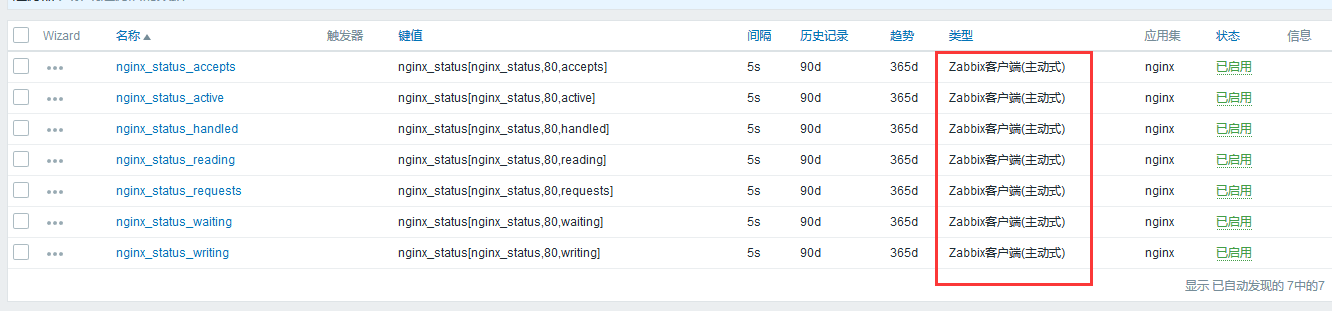 Wizard 名称 触发器 键值 间隔 历史记录 趋势 类型 应用集 状态 信息
nginx_status_accepts nginx_status[nginx_status,80,accepts] 5s 90d 365d Zabbix客户端(主动式) nginx 已启用
nginx_status_active nginx_status[nginx_status,80,active] 5s 90d 365d Zabbix客户端(主动式) nginx 已启用
nginx_status_handled nginx_status[nginx_status,80,handled] 5s 90d 365d Zabbix客户端(主动式) nginx 已启用
nginx_status_reading nginx_status[nginx_status,80,reading] 5s 90d 365d Zabbix客户端(主动式) nginx 已启用
nginx_status_requests nginx_status[nginx_status,80,requests] 5s 90d 365d Zabbix客户端(主动式) nginx 已启用
nginx_status_waiting nginx_status[nginx_status,80,waiting] 5s 90d 365d Zabbix客户端(主动式) nginx 已启用
nginx_status_writing nginx_status[nginx_status,80,writing] 5s 90d 365d Zabbix客户端(主动式) nginx 已启用
显示 已自动发现的 7中的7